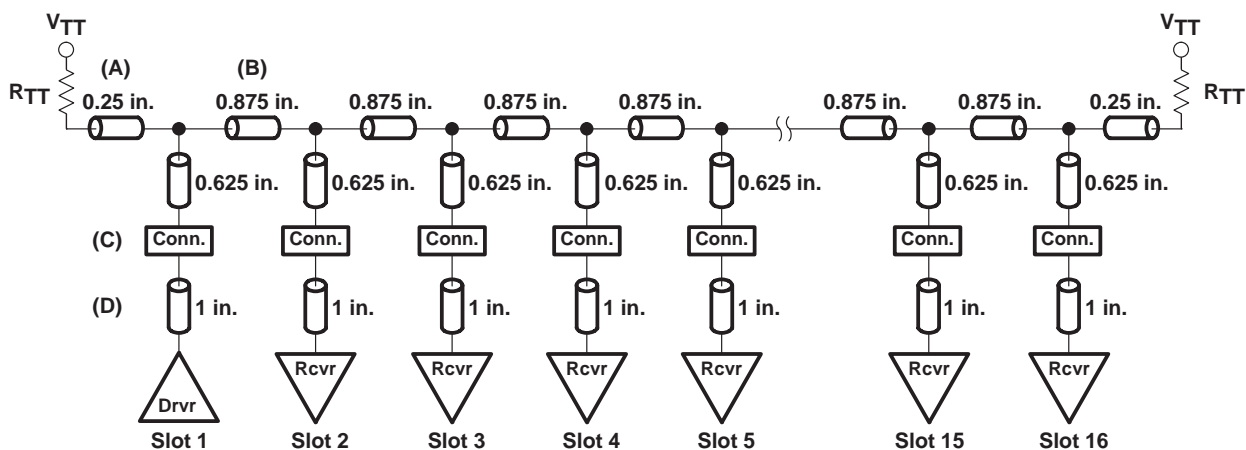 VTT VTT
(A) (B)
RTT 0.25 in. 0.875 in. 0.875 in. 0.875 in. 0.875 in. 0.875 in. 0.875 in. 0.25 in. RTT
0.625 in. 0.625 in. 0.625 in. 0.625 in. 0.625 in. 0.625 in. 0.625 in.
(C) Conn. Conn. Conn. Conn. Conn. Conn. Conn.
(D) 1 in. 1 in. 1 in. 1 in. 1 in. 1 in. 1 in.
Drvr Rcvr Rcvr Rcvr Rcvr Rcvr Rcvr
Slot 1 Slot 2 Slot 3 Slot 4 Slot 5 Slot 15 Slot 16